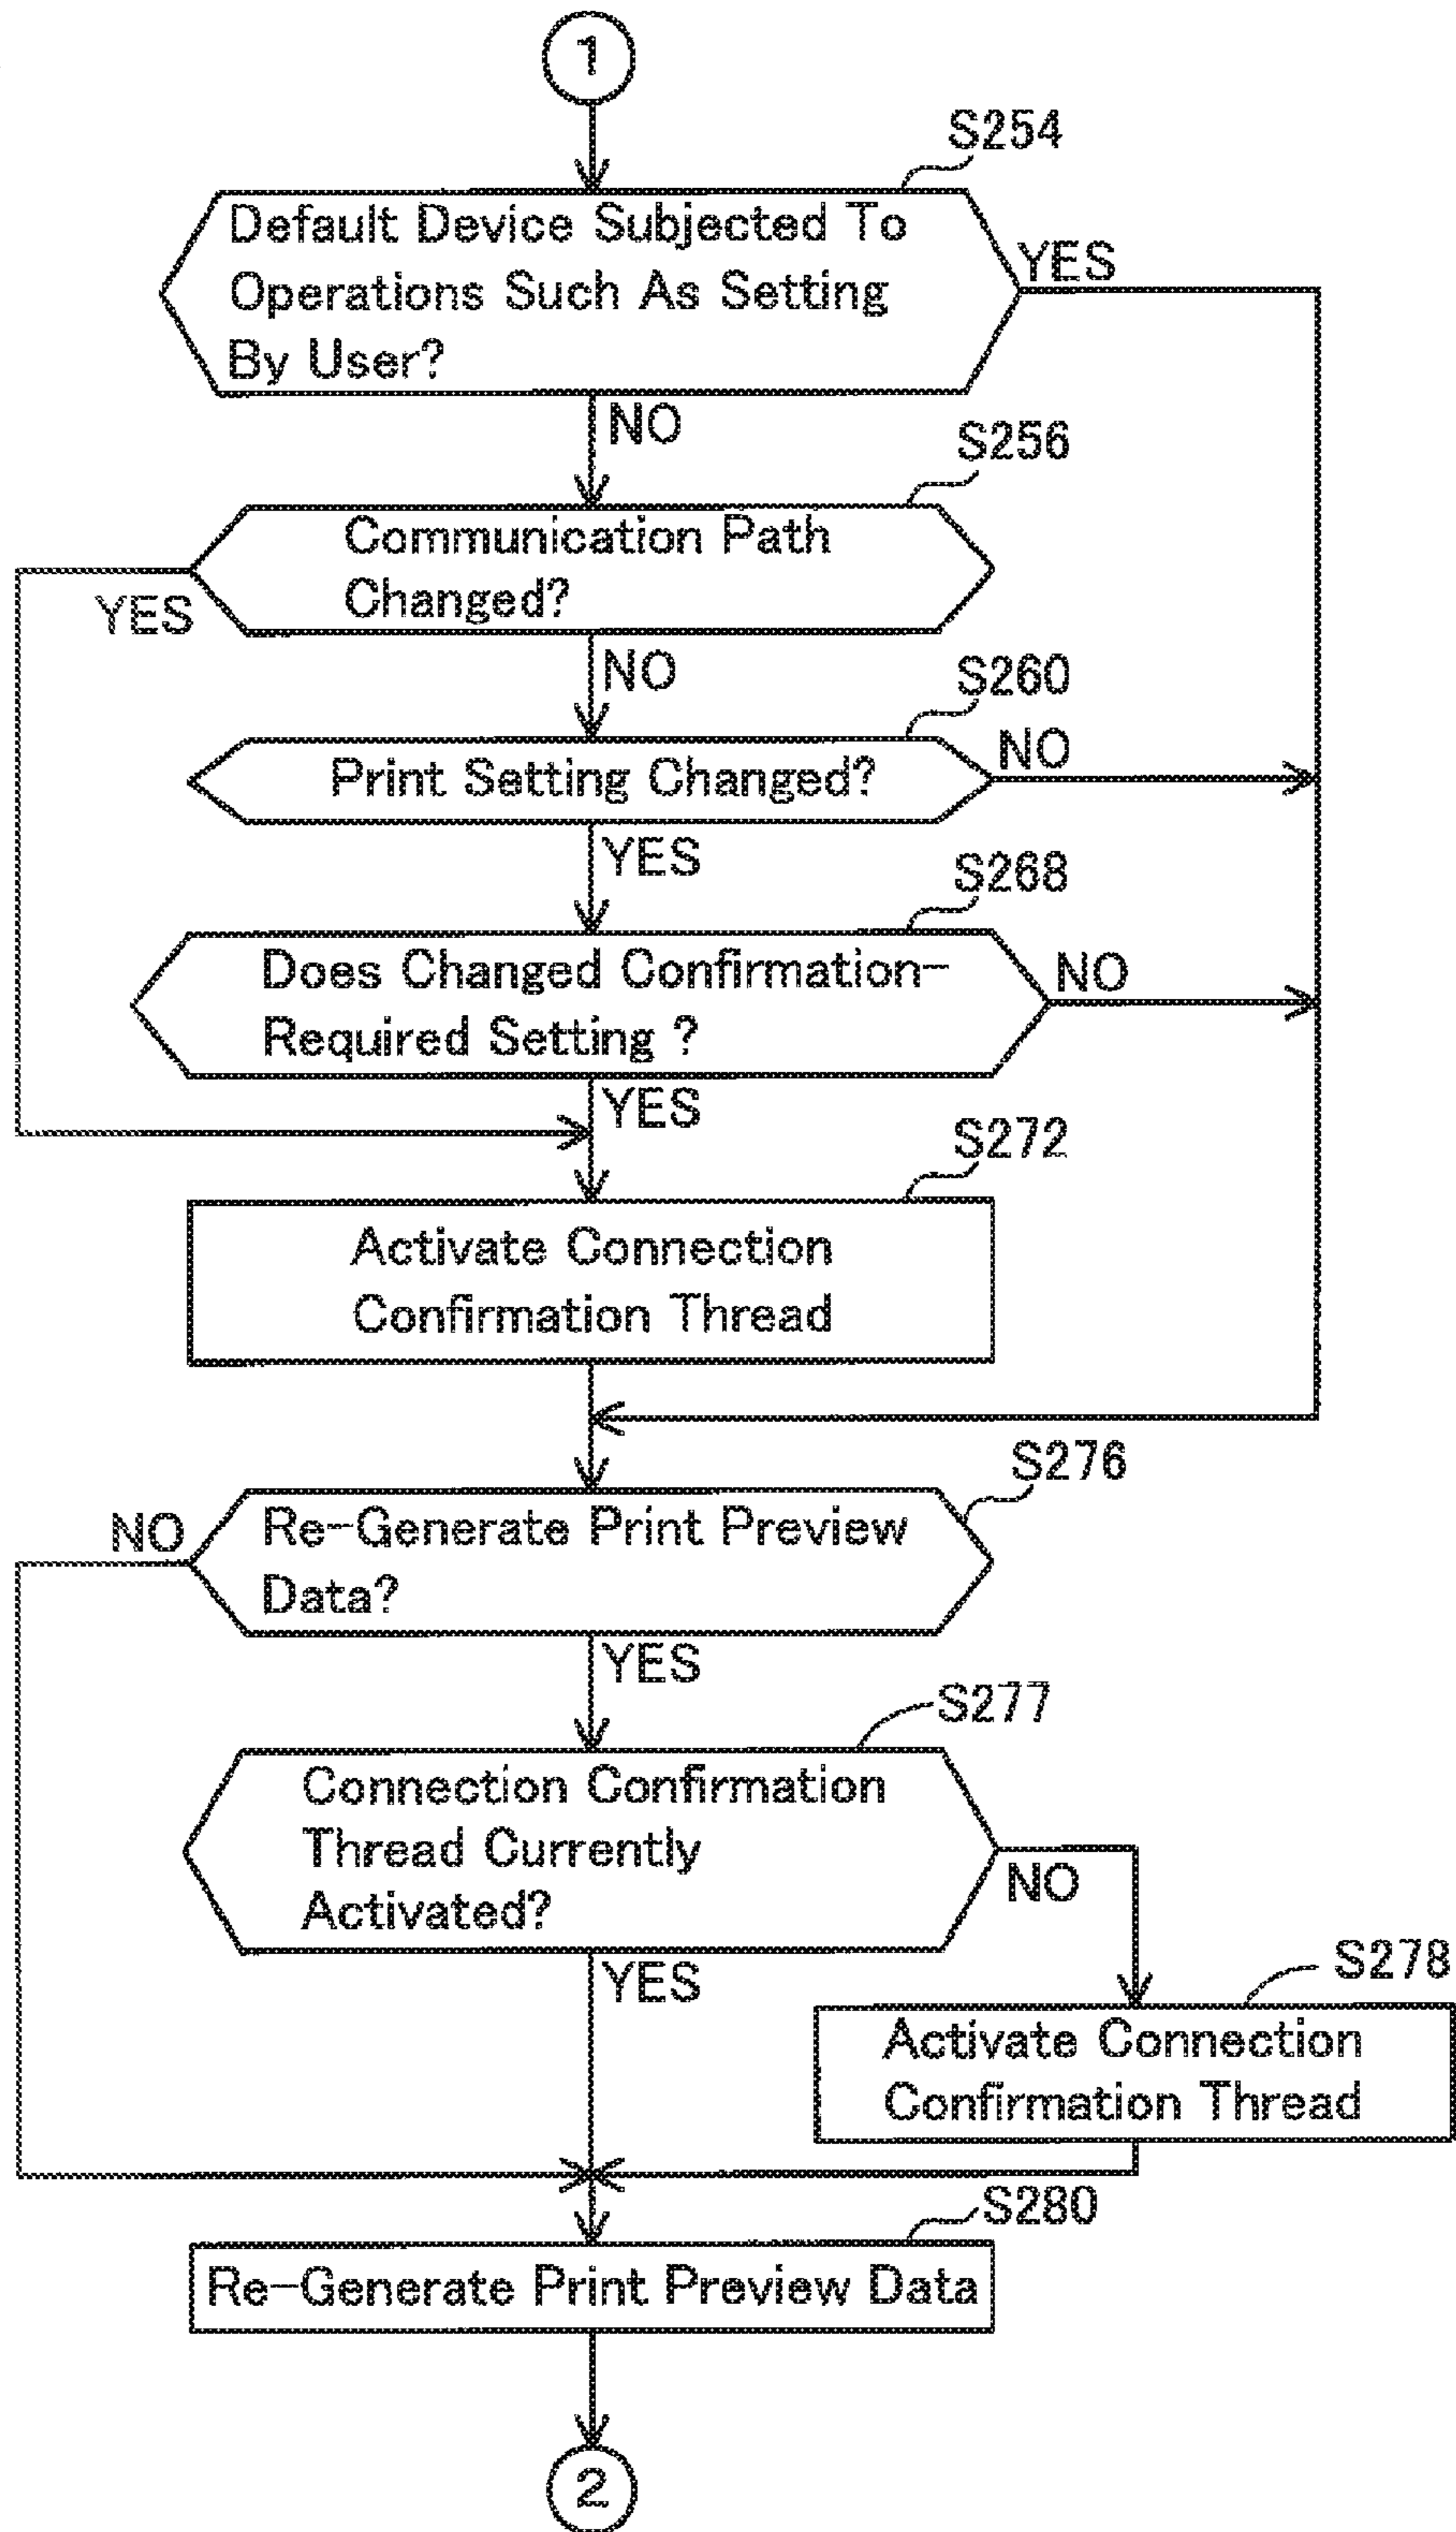 1
S254
Default Device Subjected To
Operations Such As Setting
By User?
YES
NO
S256
Communication Path
Changed?
YES
NO
S260
Print Setting Changed?
NO
YES
S268
Does Changed Confirmation-
Required Setting ?
NO
YES
S272
Activate Connection
Confirmation Thread
S276
Re-Generate Print Preview
Data?
NO
YES
S277
Connection Confirmation
Thread Currently
Activated?
NO
YES
S278
Activate Connection
Confirmation Thread
S280
Re-Generate Print Preview Data
2